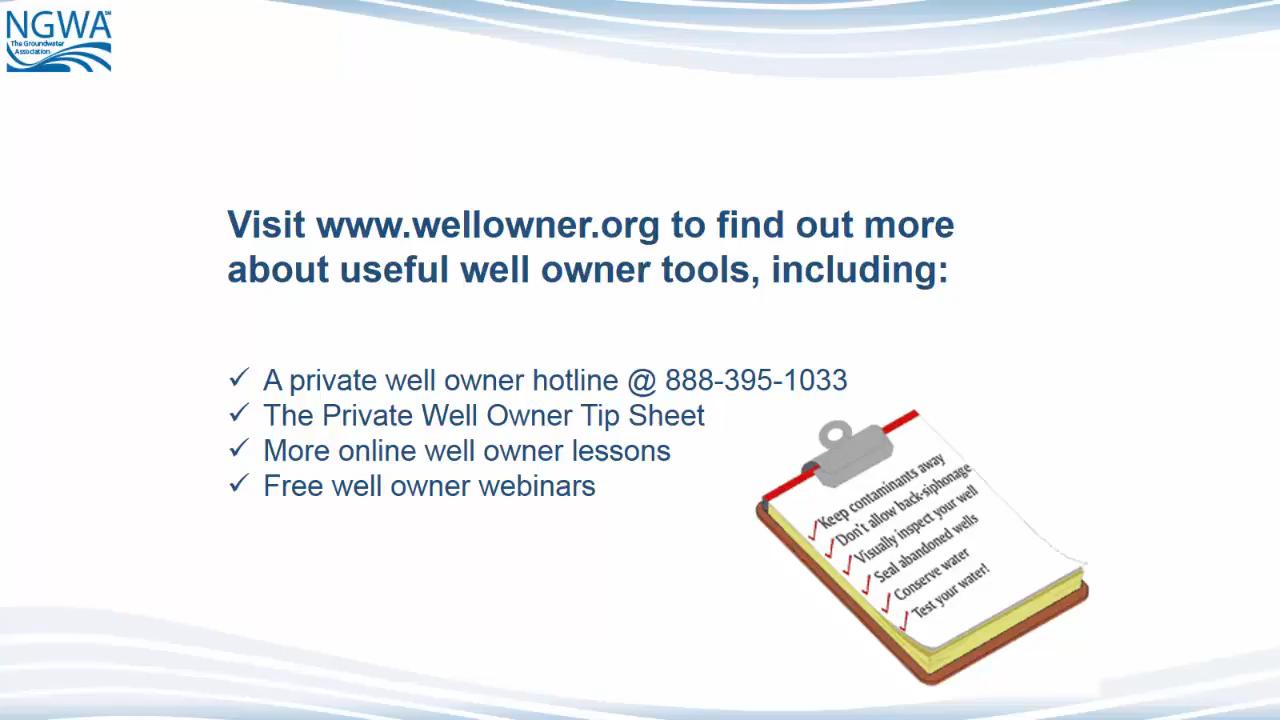 NGWA
SM
The Groundwater
Association
Visit www.wellowner.org to find out more
about useful well owner tools, including:
✓ A private well owner hotline @ 888-395-1033
✓ The Private Well Owner Tip Sheet
✓ More online well owner lessons
✓ Free well owner webinars
✓ Keep contaminants away
✓ Don't allow back-siphonage
✓ Visually inspect your well
✓ Seal abandoned wells
✓ Conserve water
✓ Test your water!